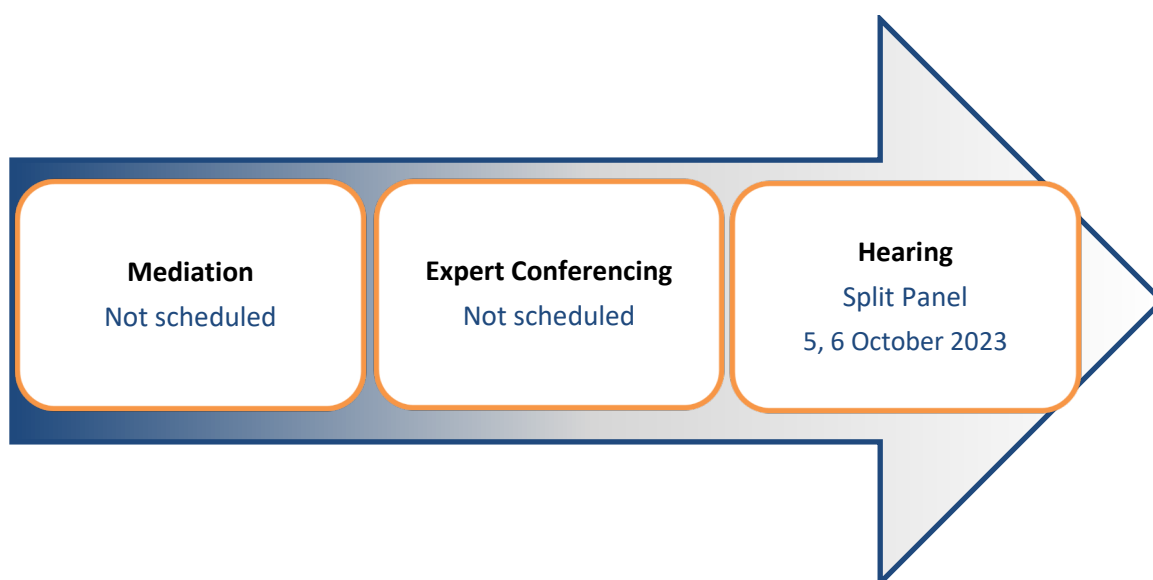 Mediation
Not scheduled
Expert Conferencing
Not scheduled
Hearing
Split Panel
5, 6 October 2023